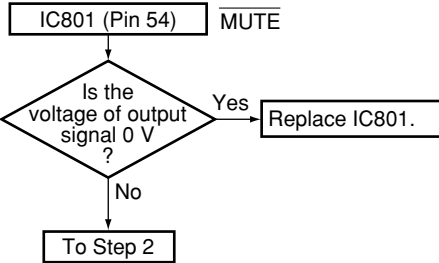 IC801 (Pin 54) MUTE
Is the
voltage of output
signal 0 V
?
Yes
Replace IC801.
No
To Step 2